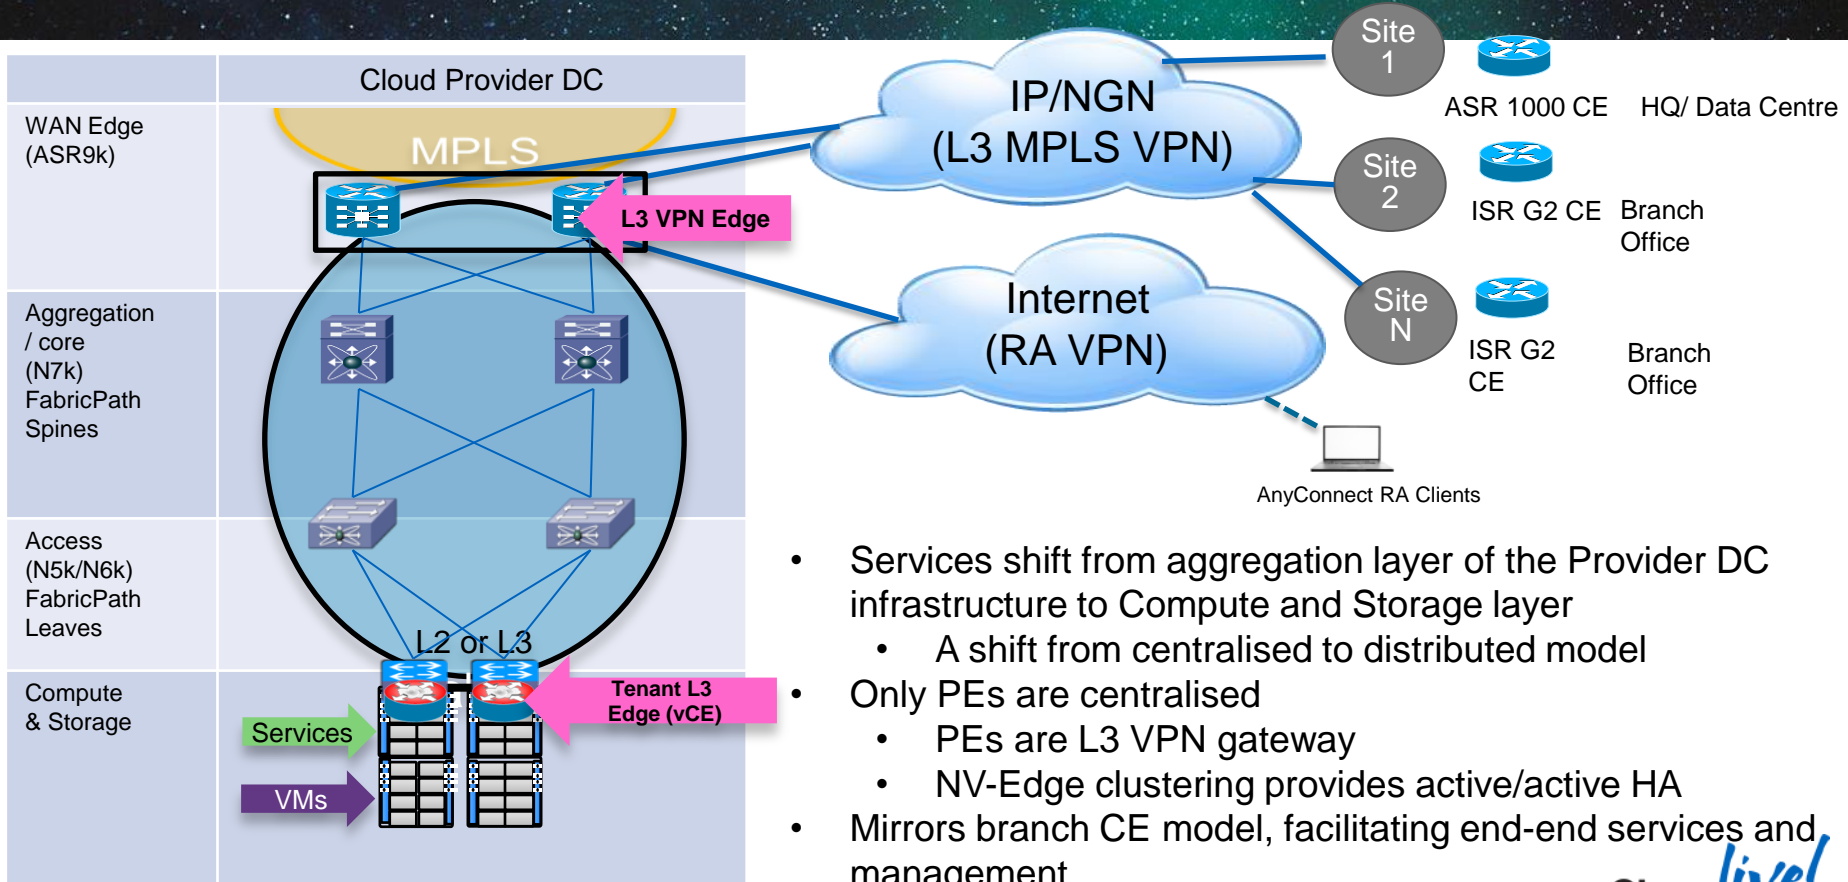 Cloud Provider DC
WAN Edge
(ASR9k)
MPLS
L3 VPN Edge
Aggregation
/ core
(N7k)
FabricPath
Spines
Access
(N5k/N6k)
FabricPath
Leaves
L2 or L3
Compute
& Storage
Services
VMs
Tenant L3
Edge (vCE)
IP/NGN
(L3 MPLS VPN)
Internet
(RA VPN)
Site
1
ASR 1000 CE
HQ/ Data Centre
Site
2
ISR G2 CE
Branch
Office
Site
N
ISR G2
CE
Branch
Office
AnyConnect RA Clients
• Services shift from aggregation layer of the Provider DC
infrastructure to Compute and Storage layer
• A shift from centralised to distributed model
• Only PEs are centralised
• PEs are L3 VPN gateway
• NV-Edge clustering provides active/active HA
• Mirrors branch CE model, facilitating end-end services and
management
live!